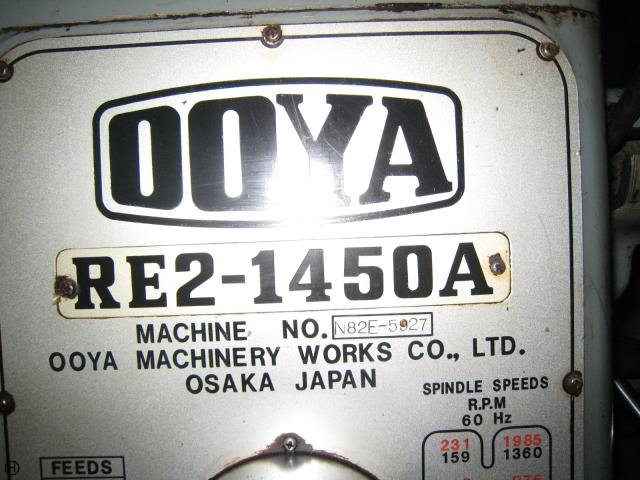 OOYA
RE2-1450A
MACHINE NO. N82E-5927
OOYA MACHINERY WORKS CO., LTD.
OSAKA JAPAN
SPINDLE SPEEDS
R.P.M
60 Hz
231 1985
159 1360
FEEDS
H